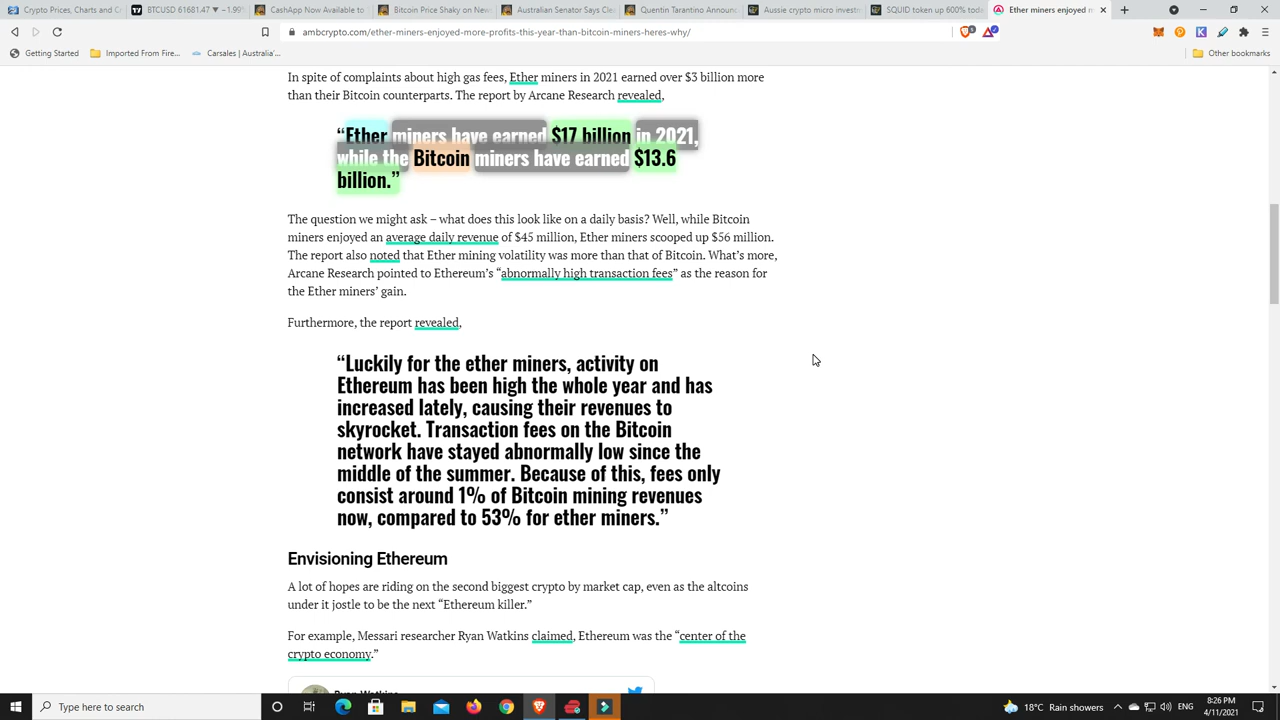 Crypto Prices, Charts and C
BTCUSD 61681.47 ▼ −1.99%
CashApp Now Available to
Bitcoin Price Shaky on New
Australian Senator Says Cle
Quentin Tarantino Announc
Aussie crypto micro investi
SQUID token up 600% toda
Ether miners enjoyed m
ambcrypto.com/ether-miners-enjoyed-more-profits-this-year-than-bitcoin-miners-heres-why/
Getting Started
Imported From Fire...
Carsales | Australia'...
Other bookmarks
In spite of complaints about high gas fees, Ether miners in 2021 earned over $3 billion more
than their Bitcoin counterparts. The report by Arcane Research revealed,
“Ether miners have earned $17 billion in 2021,
while the Bitcoin miners have earned $13.6
billion.”
The question we might ask – what does this look like on a daily basis? Well, while Bitcoin
miners enjoyed an average daily revenue of $45 million, Ether miners scooped up $56 million.
The report also noted that Ether mining volatility was more than that of Bitcoin. What’s more,
Arcane Research pointed to Ethereum’s “abnormally high transaction fees” as the reason for
the Ether miners’ gain.
Furthermore, the report revealed,
“Luckily for the ether miners, activity on
Ethereum has been high the whole year and has
increased lately, causing their revenues to
skyrocket. Transaction fees on the Bitcoin
network have stayed abnormally low since the
middle of the summer. Because of this, fees only
consist around 1% of Bitcoin mining revenues
now, compared to 53% for ether miners.”
Envisioning Ethereum
A lot of hopes are riding on the second biggest crypto by market cap, even as the altcoins
under it jostle to be the next “Ethereum killer.”
For example, Messari researcher Ryan Watkins claimed, Ethereum was the “center of the
crypto economy.”
Ryan Watkins
Type here to search
18°C Rain showers
ENG
8:26 PM
4/11/2021